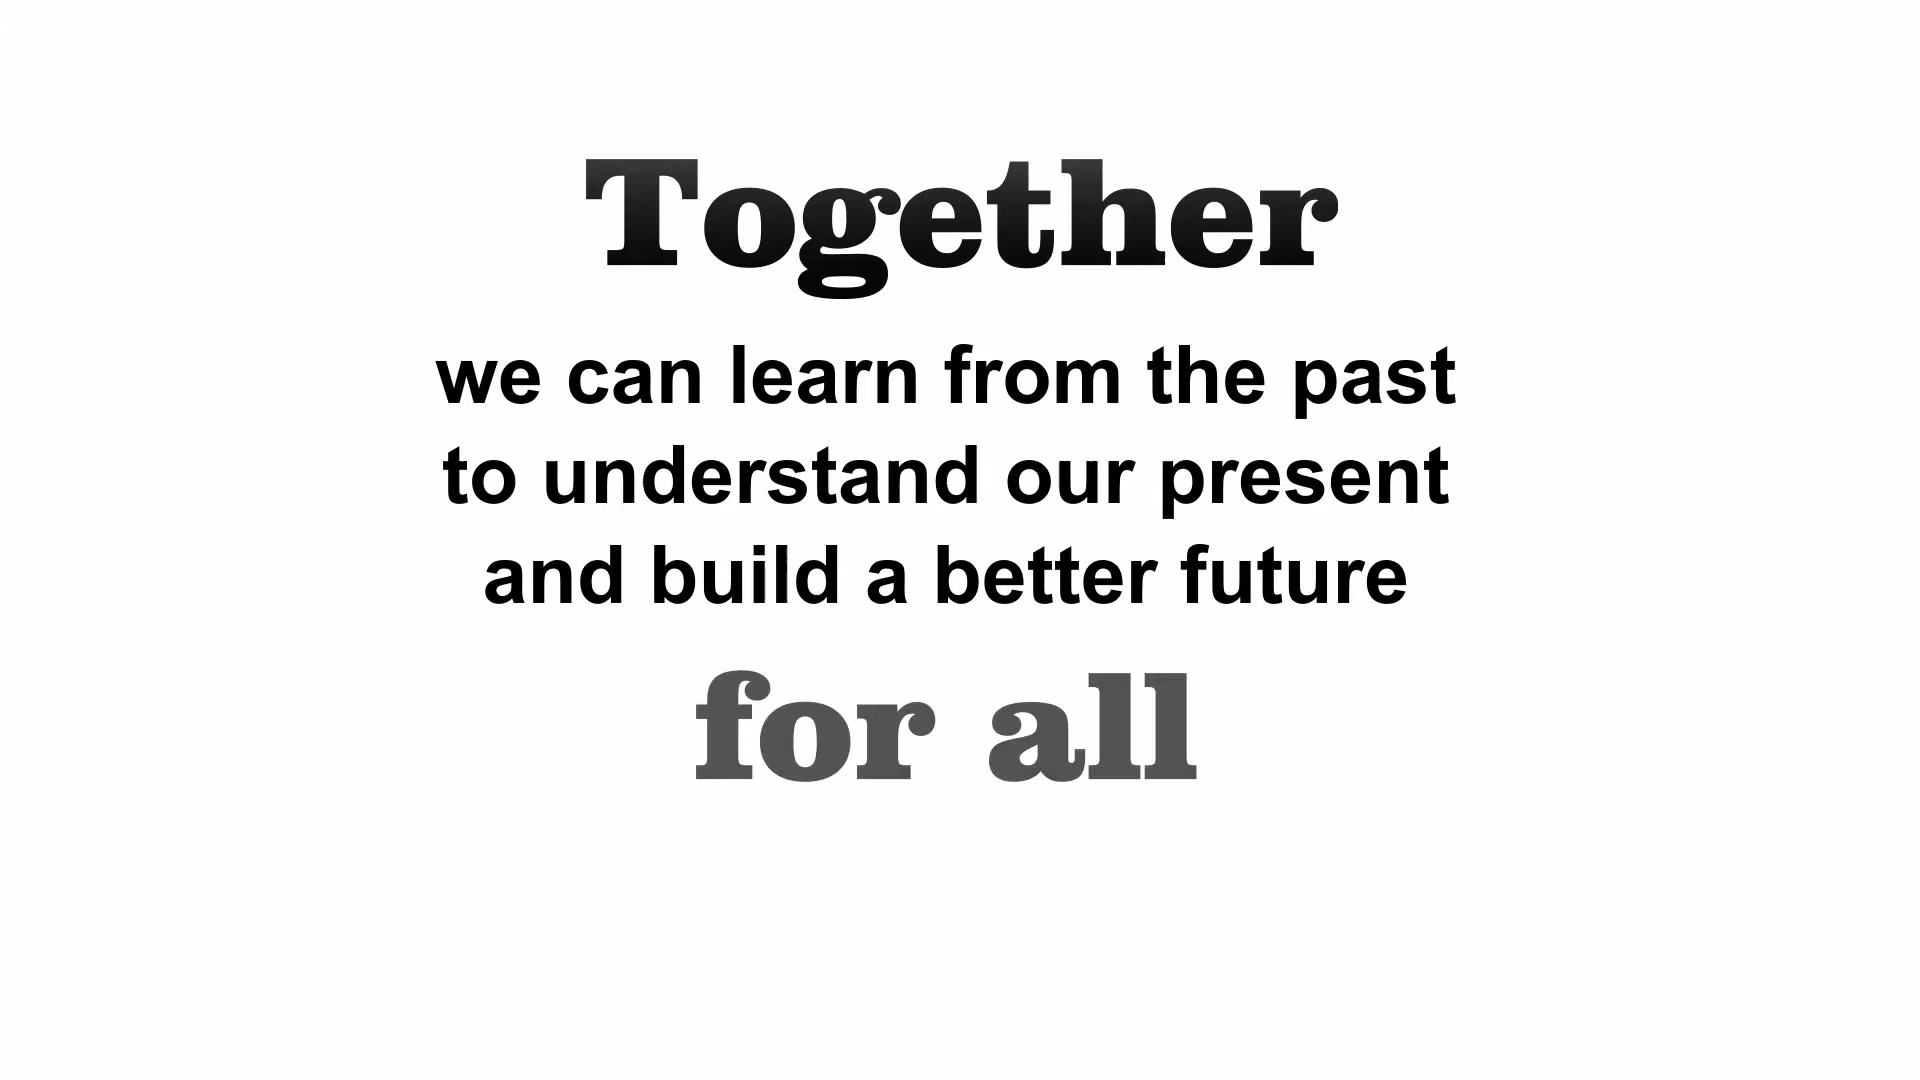 Together
we can learn from the past
to understand our present
and build a better future
for all